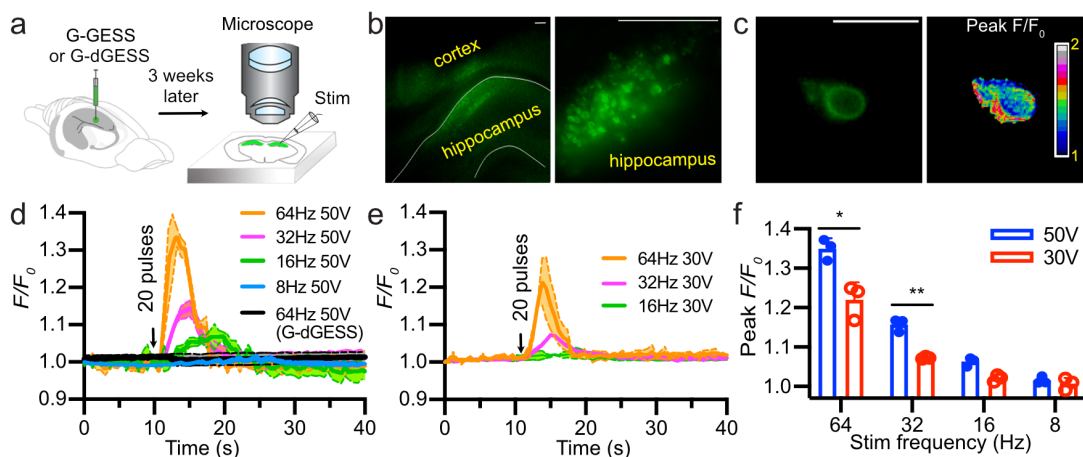 a
G-GESS
or G-dGESS
3 weeks
later
Microscope
Stim
b
cortex
hippocampus
hippocampus
c
Peak F/F0
2
1
d
F/F0
1.4
1.3
1.2
1.1
1.0
0.9
20 pulses
64Hz 50V
32Hz 50V
16Hz 50V
8Hz 50V
64Hz 50V
(G-dGESS)
0 10 20 30 40
Time (s)
e
F/F0
1.4
1.3
1.2
1.1
1.0
0.9
20 pulses
64Hz 30V
32Hz 30V
16Hz 30V
0 10 20 30 40
Time (s)
f
Peak F/F0
1.4
1.3
1.2
1.1
1.0
*
**
50V
30V
64 32 16 8
Stim frequency (Hz)